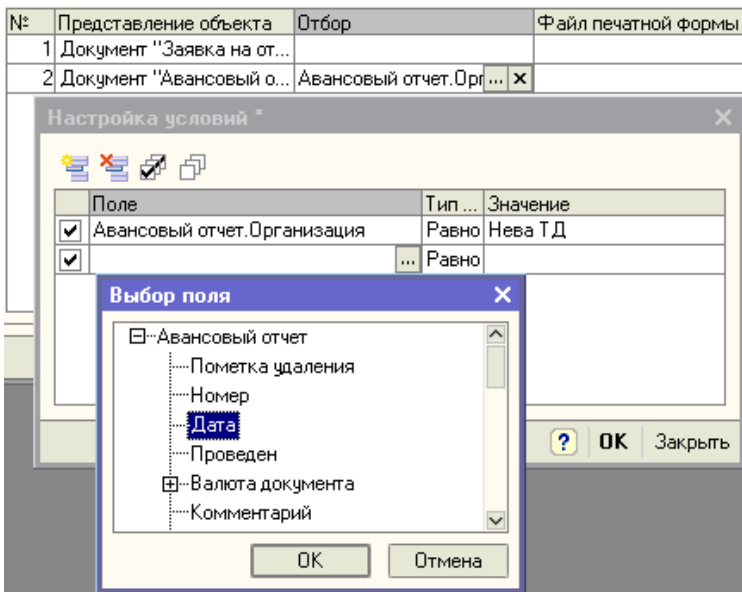 № Представление объекта Отбор Файл печатной формы
1 Документ "Заявка на от...
2 Документ "Авансовый о... Авансовый отчет.Орг ...
Настройка условий *
Поле Тип ... Значение
Авансовый отчет.Организация Равно Нева ТД
... Равно
Выбор поля
Авансовый отчет
Пометка удаления
Номер
Дата
Проведен
Валюта документа
Комментарий
? OK Закрыть
OK Отмена